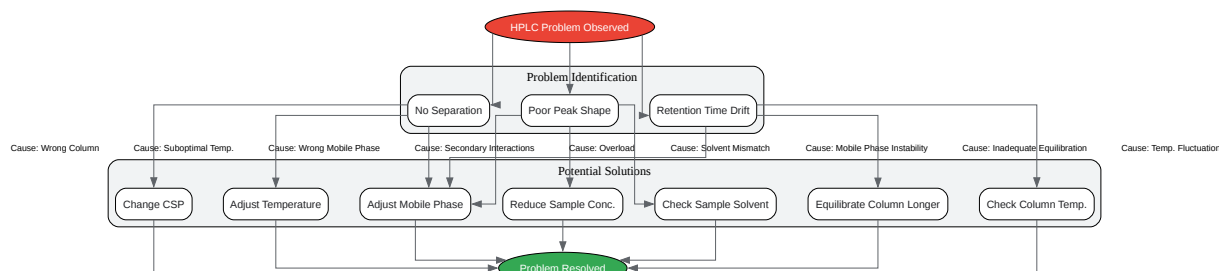 HPLC Problem Observed
Problem Identification
No Separation
Poor Peak Shape
Retention Time Drift
Cause: Wrong Column
Cause: Suboptimal Temp.
Cause: Wrong Mobile Phase
Cause: Secondary Interactions
Cause: Overload
Cause: Solvent Mismatch
Cause: Mobile Phase Instability
Cause: Inadequate Equilibration
Cause: Temp. Fluctuation
Potential Solutions
Change CSP
Adjust Temperature
Adjust Mobile Phase
Reduce Sample Conc.
Check Sample Solvent
Equilibrate Column Longer
Check Column Temp.
Problem Resolved